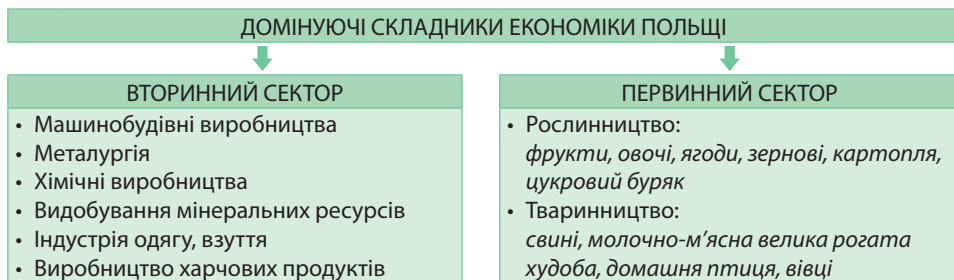 ДОМІНУЮЧІ СКЛАДНИКИ ЕКОНОМІКИ ПОЛЬЩІ
ВТОРИННИЙ СЕКТОР
• Машинобудівні виробництва
• Металургія
• Хімічні виробництва
• Видобування мінеральних ресурсів
• Індустрія одягу, взуття
• Виробництво харчових продуктів
ПЕРВИННИЙ СЕКТОР
• Рослинництво:
фрукти, овочі, ягоди, зернові, картопля,
цукровий буряк
• Тваринництво:
свині, молочно-м’ясна велика рогата
худоба, домашня птиця, вівці